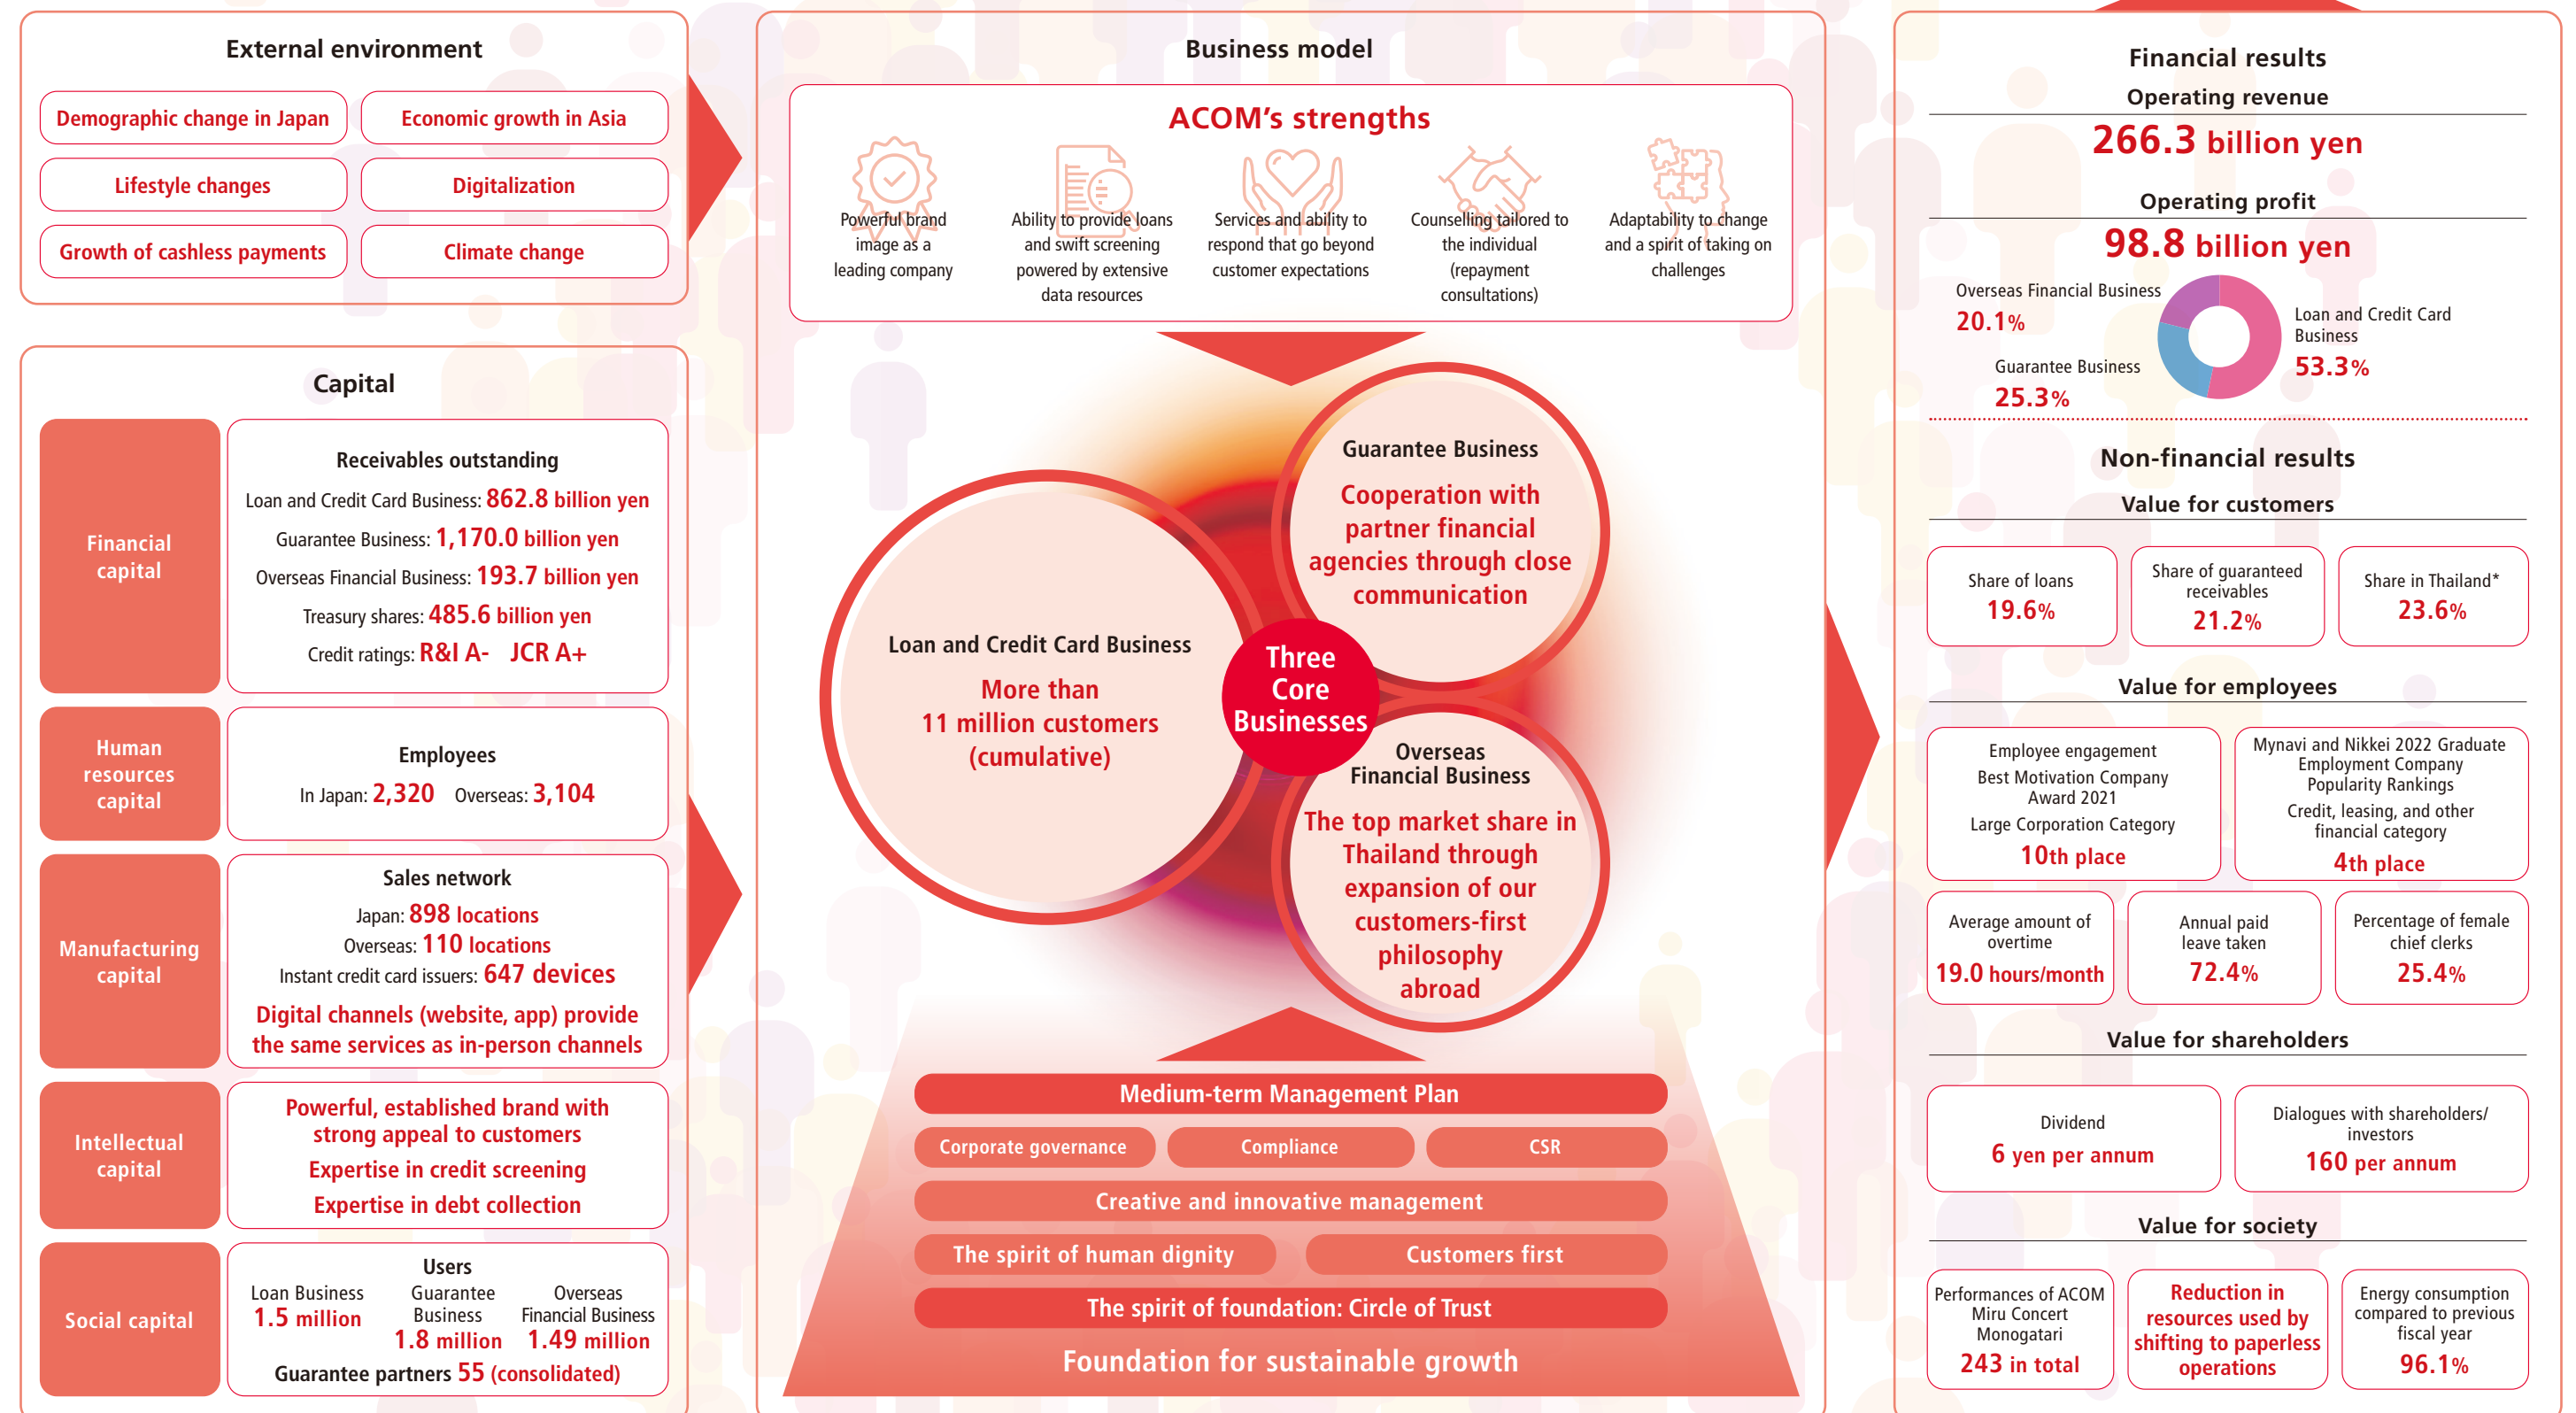 External environment
Demographic change in Japan
Economic growth in Asia
Lifestyle changes
Digitalization
Growth of cashless payments
Climate change
Capital
Financial
capital
Receivables outstanding
Loan and Credit Card Business: 862.8 billion yen
Guarantee Business: 1,170.0 billion yen
Overseas Financial Business: 193.7 billion yen
Treasury shares: 485.6 billion yen
Credit ratings: R&I A- JCR A+
Human
resources
capital
Employees
In Japan: 2,320 Overseas: 3,104
Manufacturing
capital
Sales network
Japan: 898 locations
Overseas: 110 locations
Instant credit card issuers: 647 devices
Digital channels (website, app) provide
the same services as in-person channels
Intellectual
capital
Powerful, established brand with
strong appeal to customers
Expertise in credit screening
Expertise in debt collection
Social capital
Users
Loan Business
1.5 million
Guarantee
Business
1.8 million
Overseas
Financial Business
1.49 million
Guarantee partners 55 (consolidated)
Business model
ACOM's strengths
Powerful brand
image as a
leading company
Ability to provide loans
and swift screening
powered by extensive
data resources
Services and ability to
respond that go beyond
customer expectations
Counselling tailored to
the individual
(repayment
consultations)
Adaptability to change
and a spirit of taking on
challenges
Guarantee Business
Cooperation with
partner financial
agencies through close
communication
Loan and Credit Card Business
More than
11 million customers
(cumulative)
Three
Core
Businesses
Overseas
Financial Business
The top market share in
Thailand through
expansion of our
customers-first
philosophy
abroad
Medium-term Management Plan
Corporate governance
Compliance
CSR
Creative and innovative management
The spirit of human dignity
Customers first
The spirit of foundation: Circle of Trust
Foundation for sustainable growth
Financial results
Operating revenue
266.3 billion yen
Operating profit
98.8 billion yen
Overseas Financial Business
20.1%
Guarantee Business
25.3%
Loan and Credit Card
Business
53.3%
Non-financial results
Value for customers
Share of loans
19.6%
Share of guaranteed
receivables
21.2%
Share in Thailand*
23.6%
Value for employees
Employee engagement
Best Motivation Company
Award 2021
Large Corporation Category
10th place
Mynavi and Nikkei 2022 Graduate
Employment Company
Popularity Rankings
Credit, leasing, and other
financial category
4th place
Average amount of
overtime
19.0 hours/month
Annual paid
leave taken
72.4%
Percentage of female
chief clerks
25.4%
Value for shareholders
Dividend
6 yen per annum
Dialogues with shareholders/
investors
160 per annum
Value for society
Performances of ACOM
Miru Concert
Monogatari
243 in total
Reduction in
resources used by
shifting to paperless
operations
Energy consumption
compared to previous
fiscal year
96.1%